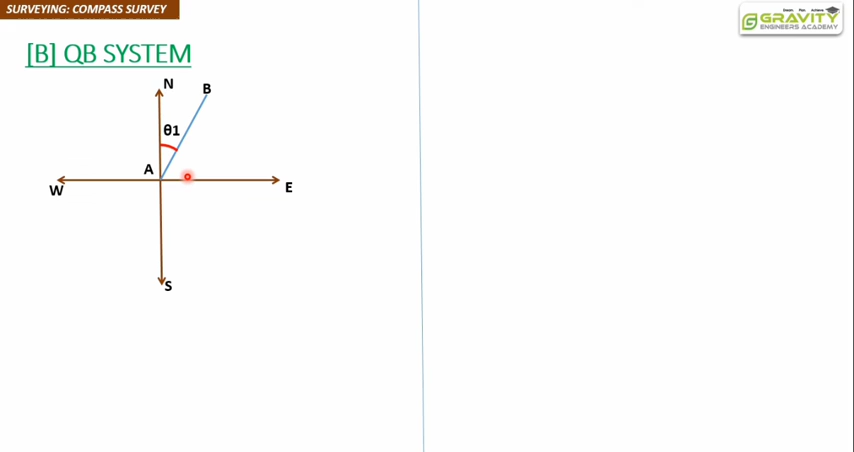 SURVEYING: COMPASS SURVEY
GRAVITY
ENGINEERS ACADEMY
[B] QB SYSTEM
N
B
θ1
A
W
E
S